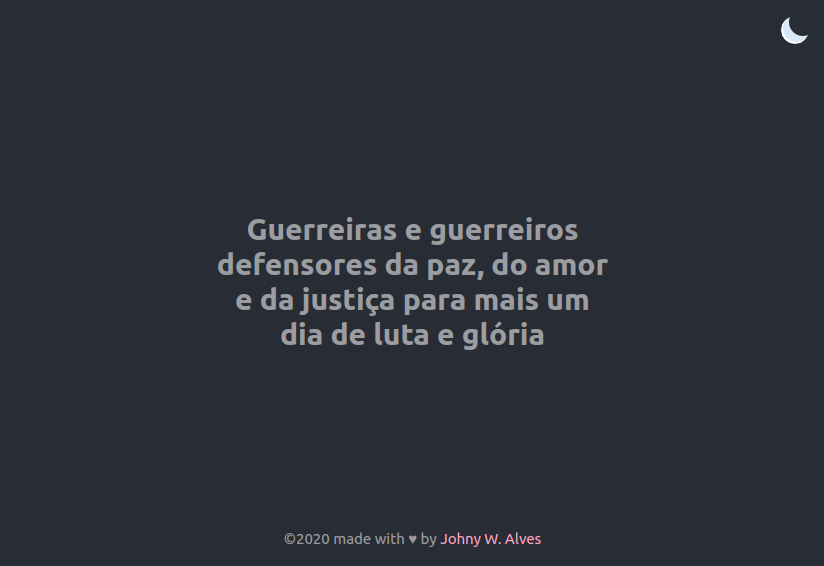 Guerreiras e guerreiros
defensores da paz, do amor
e da justiça para mais um
dia de luta e glória
©2020 made with ♥ by Johny W. Alves